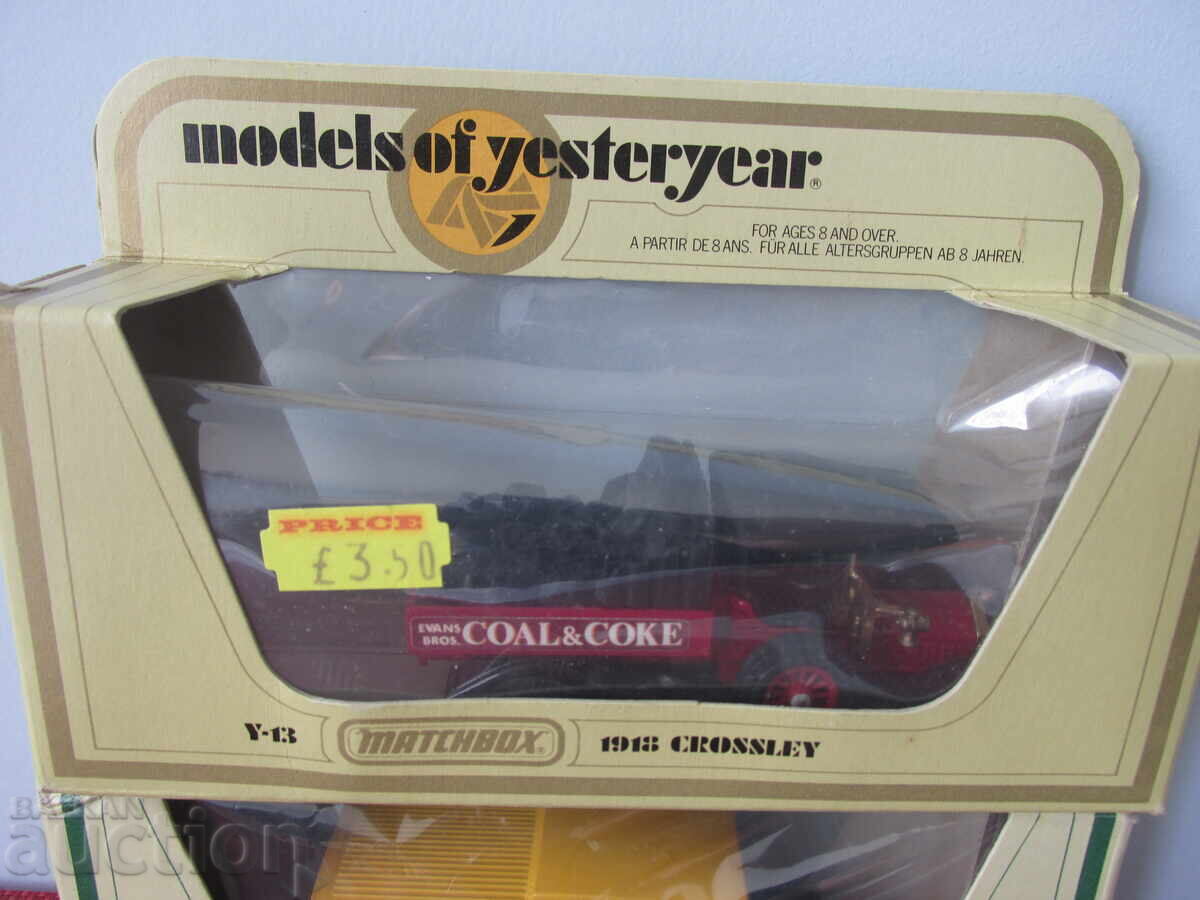 models of yesteryear®
FOR AGES 8 AND OVER.
A PARTIR DE 8 ANS. FÜR ALLE ALTERSGRUPPEN AB 8 JAHREN.
PRICE
£3.50
EVANS BROS. COAL & COKE
Y-13 MATCHBOX® 1918 CROSSLEY
BALKAN
auction